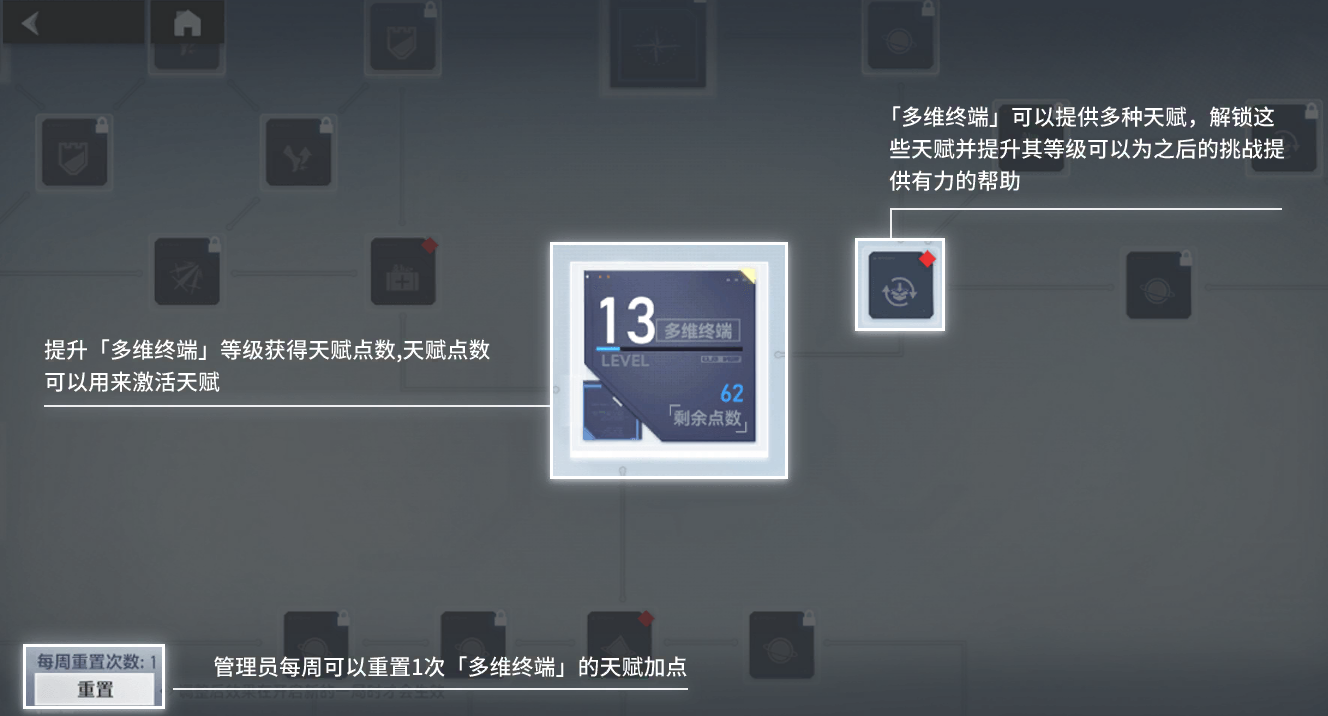 「多维终端」可以提供多种天赋，解锁这
些天赋并提升其等级可以为之后的挑战提
供有力的帮助
13
多维终端
LEVEL
62
剩余点数
提升「多维终端」等级获得天赋点数,天赋点数
可以用来激活天赋
每周重置次数: 1
重置
管理员每周可以重置1次「多维终端」的天赋加点